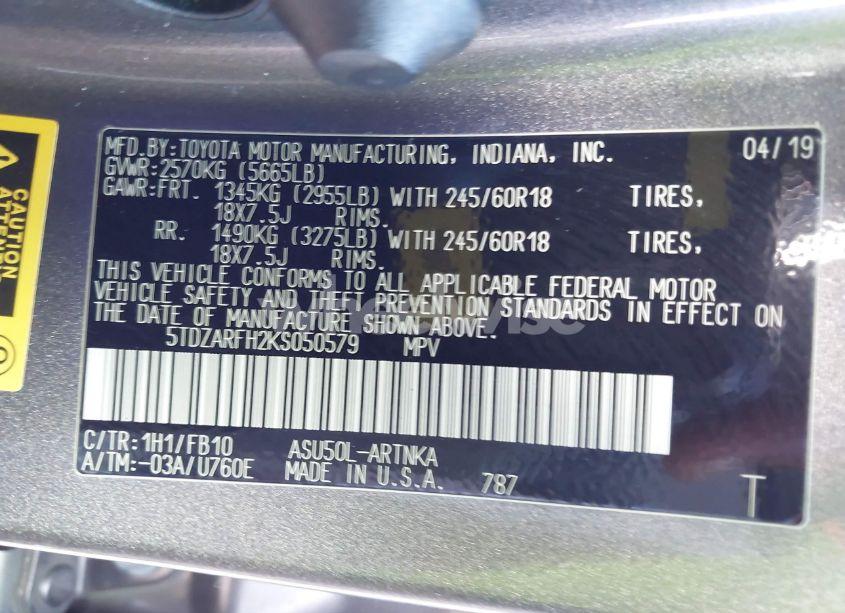 MFD.BY:TOYOTA MOTOR MANUFACTURING, INDIANA, INC. 04/19
GVWR:2570KG (5665LB)
GAWR:FRT. 1345KG (2955LB) WITH 245/60R18 TIRES,
18X7.5J RIMS.
RR. 1490KG (3275LB) WITH 245/60R18 TIRES,
18X7.5J RIMS.
THIS VEHICLE CONFORMS TO ALL APPLICABLE FEDERAL MOTOR
VEHICLE SAFETY AND THEFT PREVENTION STANDARDS IN EFFECT ON
THE DATE OF MANUFACTURE SHOWN ABOVE.
5TDZARFH2KS050579 MPV
C/TR:1H1/FB10 ASU50L-ARTNKA
A/TM:-03A/U760E MADE IN U.S.A. 787
T
CAUTION